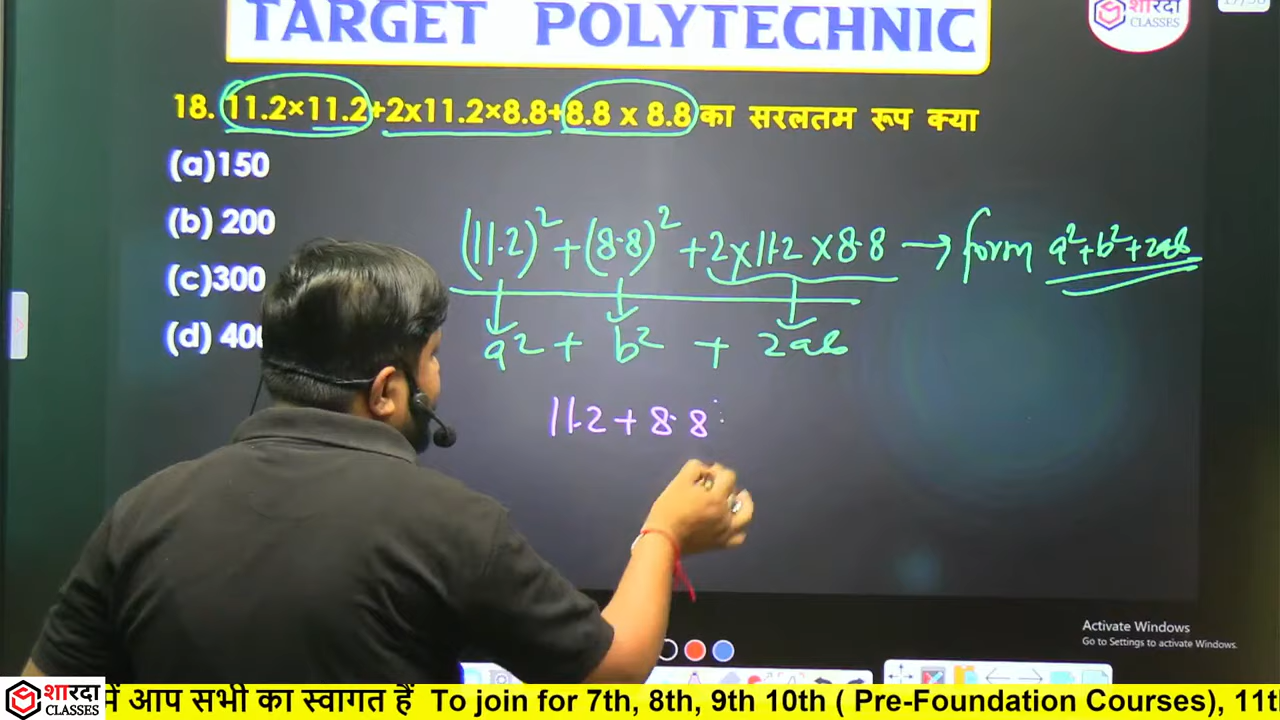 TARGET POLYTECHNIC
शारदा
CLASSES
18. 11.2×11.2+2x11.2×8.8+8.8 x 8.8 का सरलतम रूप क्या
(a)150
(b) 200
(c)300
(d) 400
(11.2)² + (8.8)² + 2×11.2×8.8 → form a²+b²+2ab
a² + b² + 2ab
11.2 + 8.8
Activate Windows
Go to Settings to activate Windows.
शारदा
CLASSES
में आप सभी का स्वागत हैं To join for 7th, 8th, 9th 10th ( Pre-Foundation Courses), 11t